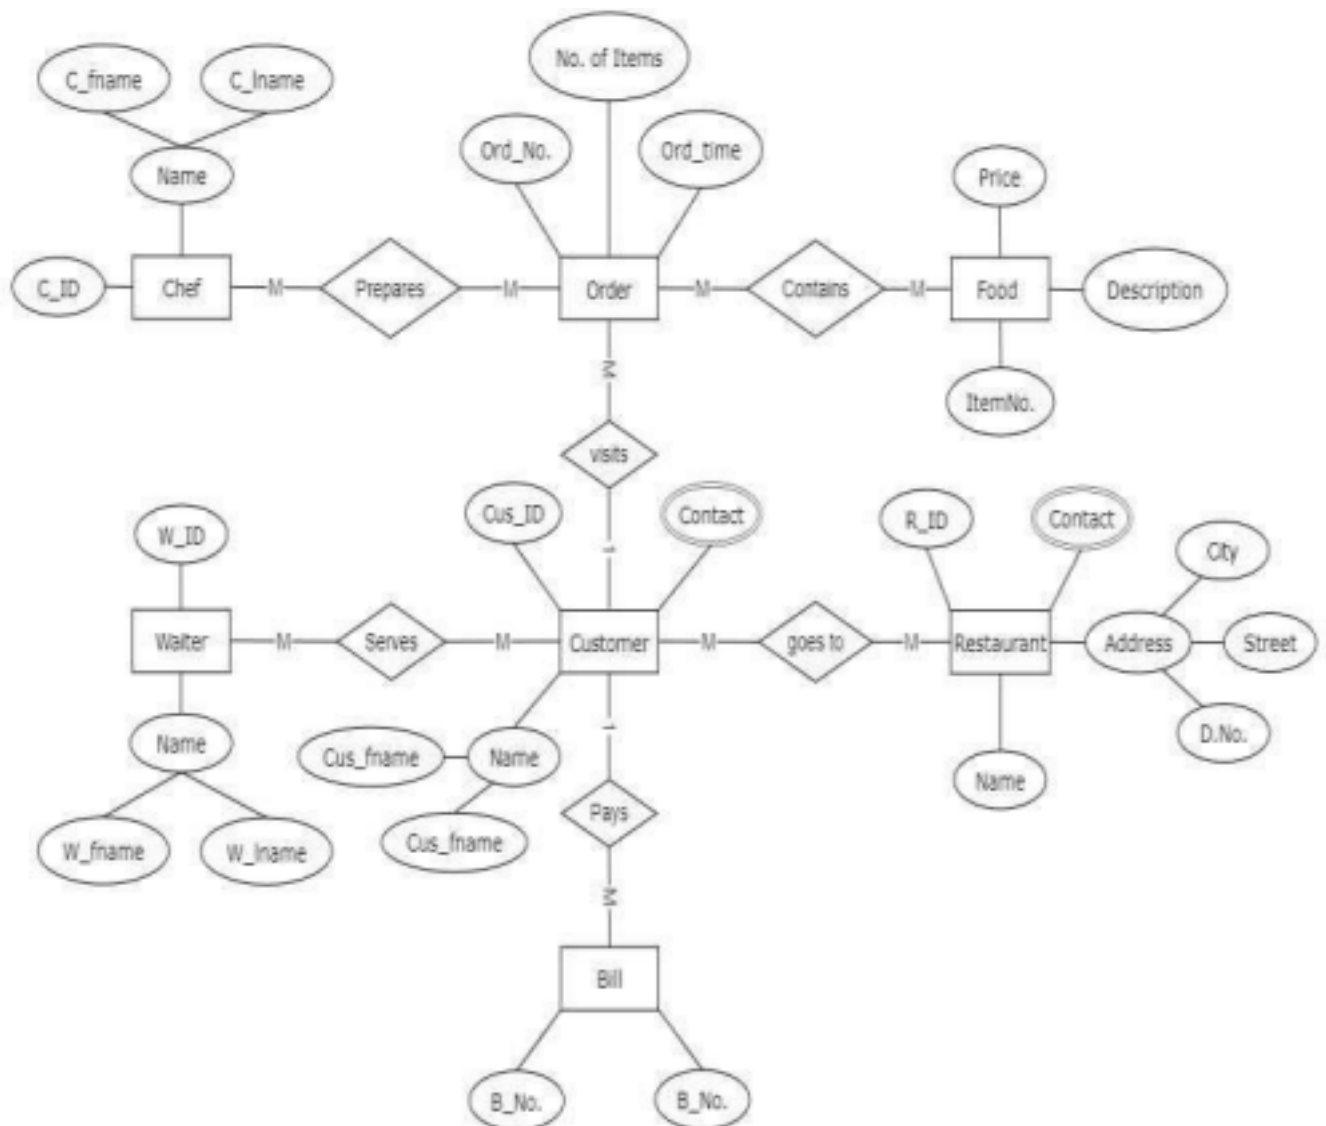 No. of Items
C_fname
C_lname
Ord_No.
Ord_time
Name
Price
C_ID
Chef
M
Prepares
M
Order
M
Contains
M
Food
Description
M
ItemNo.
visits
Cus_ID
Contact
R_ID
Contact
W_ID
1
City
Waiter
M
Serves
M
Customer
M
goes to
M
Restaurant
Address
Street
D.No.
Name
1
Cus_fname
Name
Name
Pays
W_fname
W_lname
Cus_fname
M
Bill
B_No.
B_No.